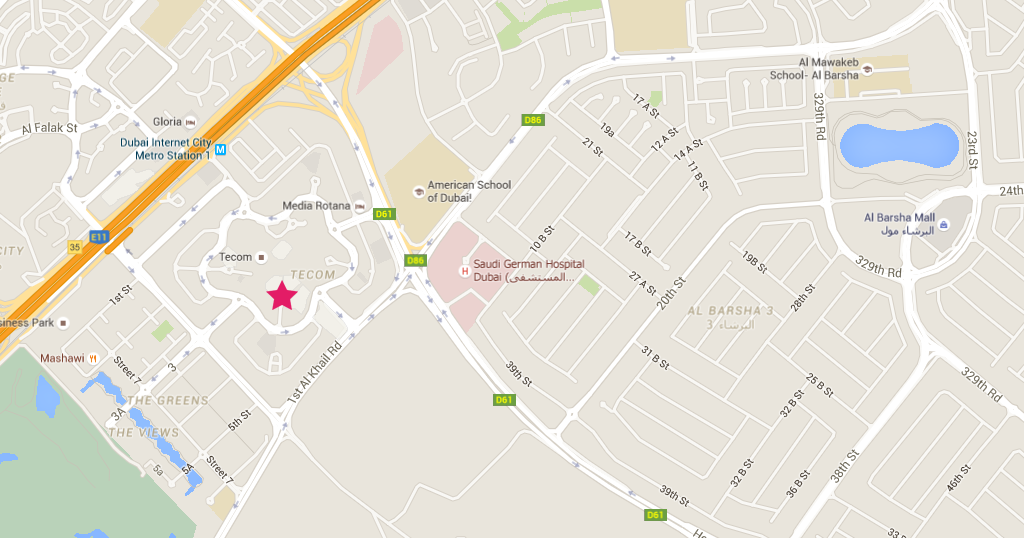 Al Mawakeb
School- Al Barsha
17 A St
329th Rd
D86
19a
21 St
12 A St
14 A St
11 B St
23rd St
Al Falak St
Gloria
Dubai Internet City
Metro Station 1
M
American School
of Dubai!
24th
Media Rotana
D61
Al Barsha Mall
البرشاء مول
10 B St
17 B St
E11
35
CITY
Tecom
D86
H
Saudi German Hospital
Dubai (المستشفى...
TECOM
27 A St
20th St
19B St
28th St
329th Rd
1st St
AL BARSHA 3
البرشاء 3
siness Park
Mashawi
Street 7
3
1st Al Khail Rd
31 B St
39th St
25 B St
329th Rd
THE GREENS
3A
5th St
D61
32 B St
THE VIEWS
5a
5A
Street 7
38th St
32 B St
36 B St
46th St
39th St
D61
33